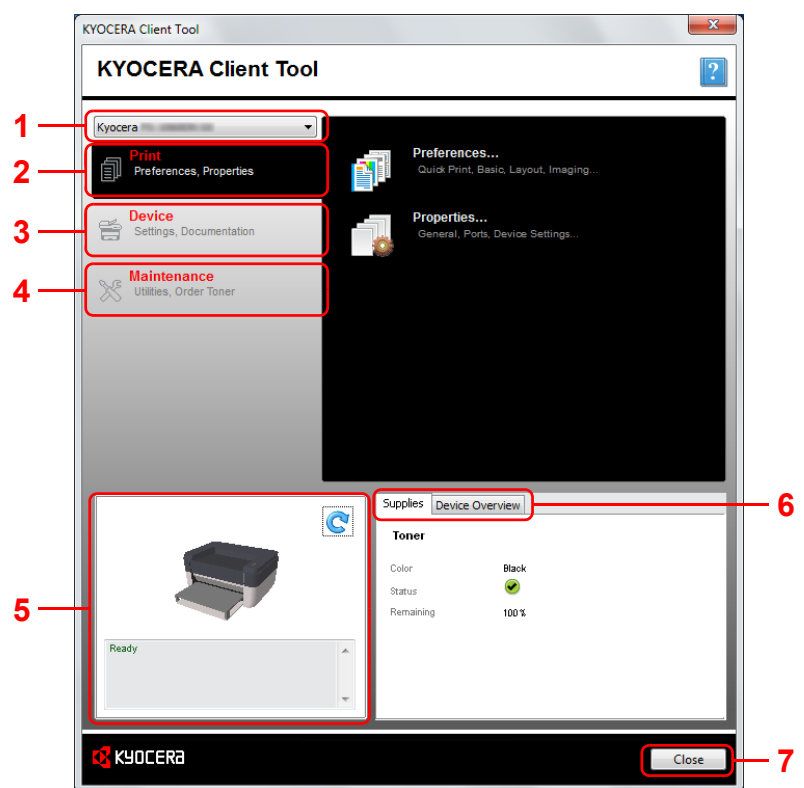 KYOCERA Client Tool
KYOCERA Client Tool
?
1
Kyocera
2
Print
Preferences, Properties
3
Device
Settings, Documentation
4
Maintenance
Utilities, Order Toner
Preferences...
Quick Print, Basic, Layout, Imaging...
Properties...
General, Ports, Device Settings...
5
Ready
Supplies
Device Overview
6
Toner
Color Black
Status
Remaining 100 %
KYOCERA
Close
7